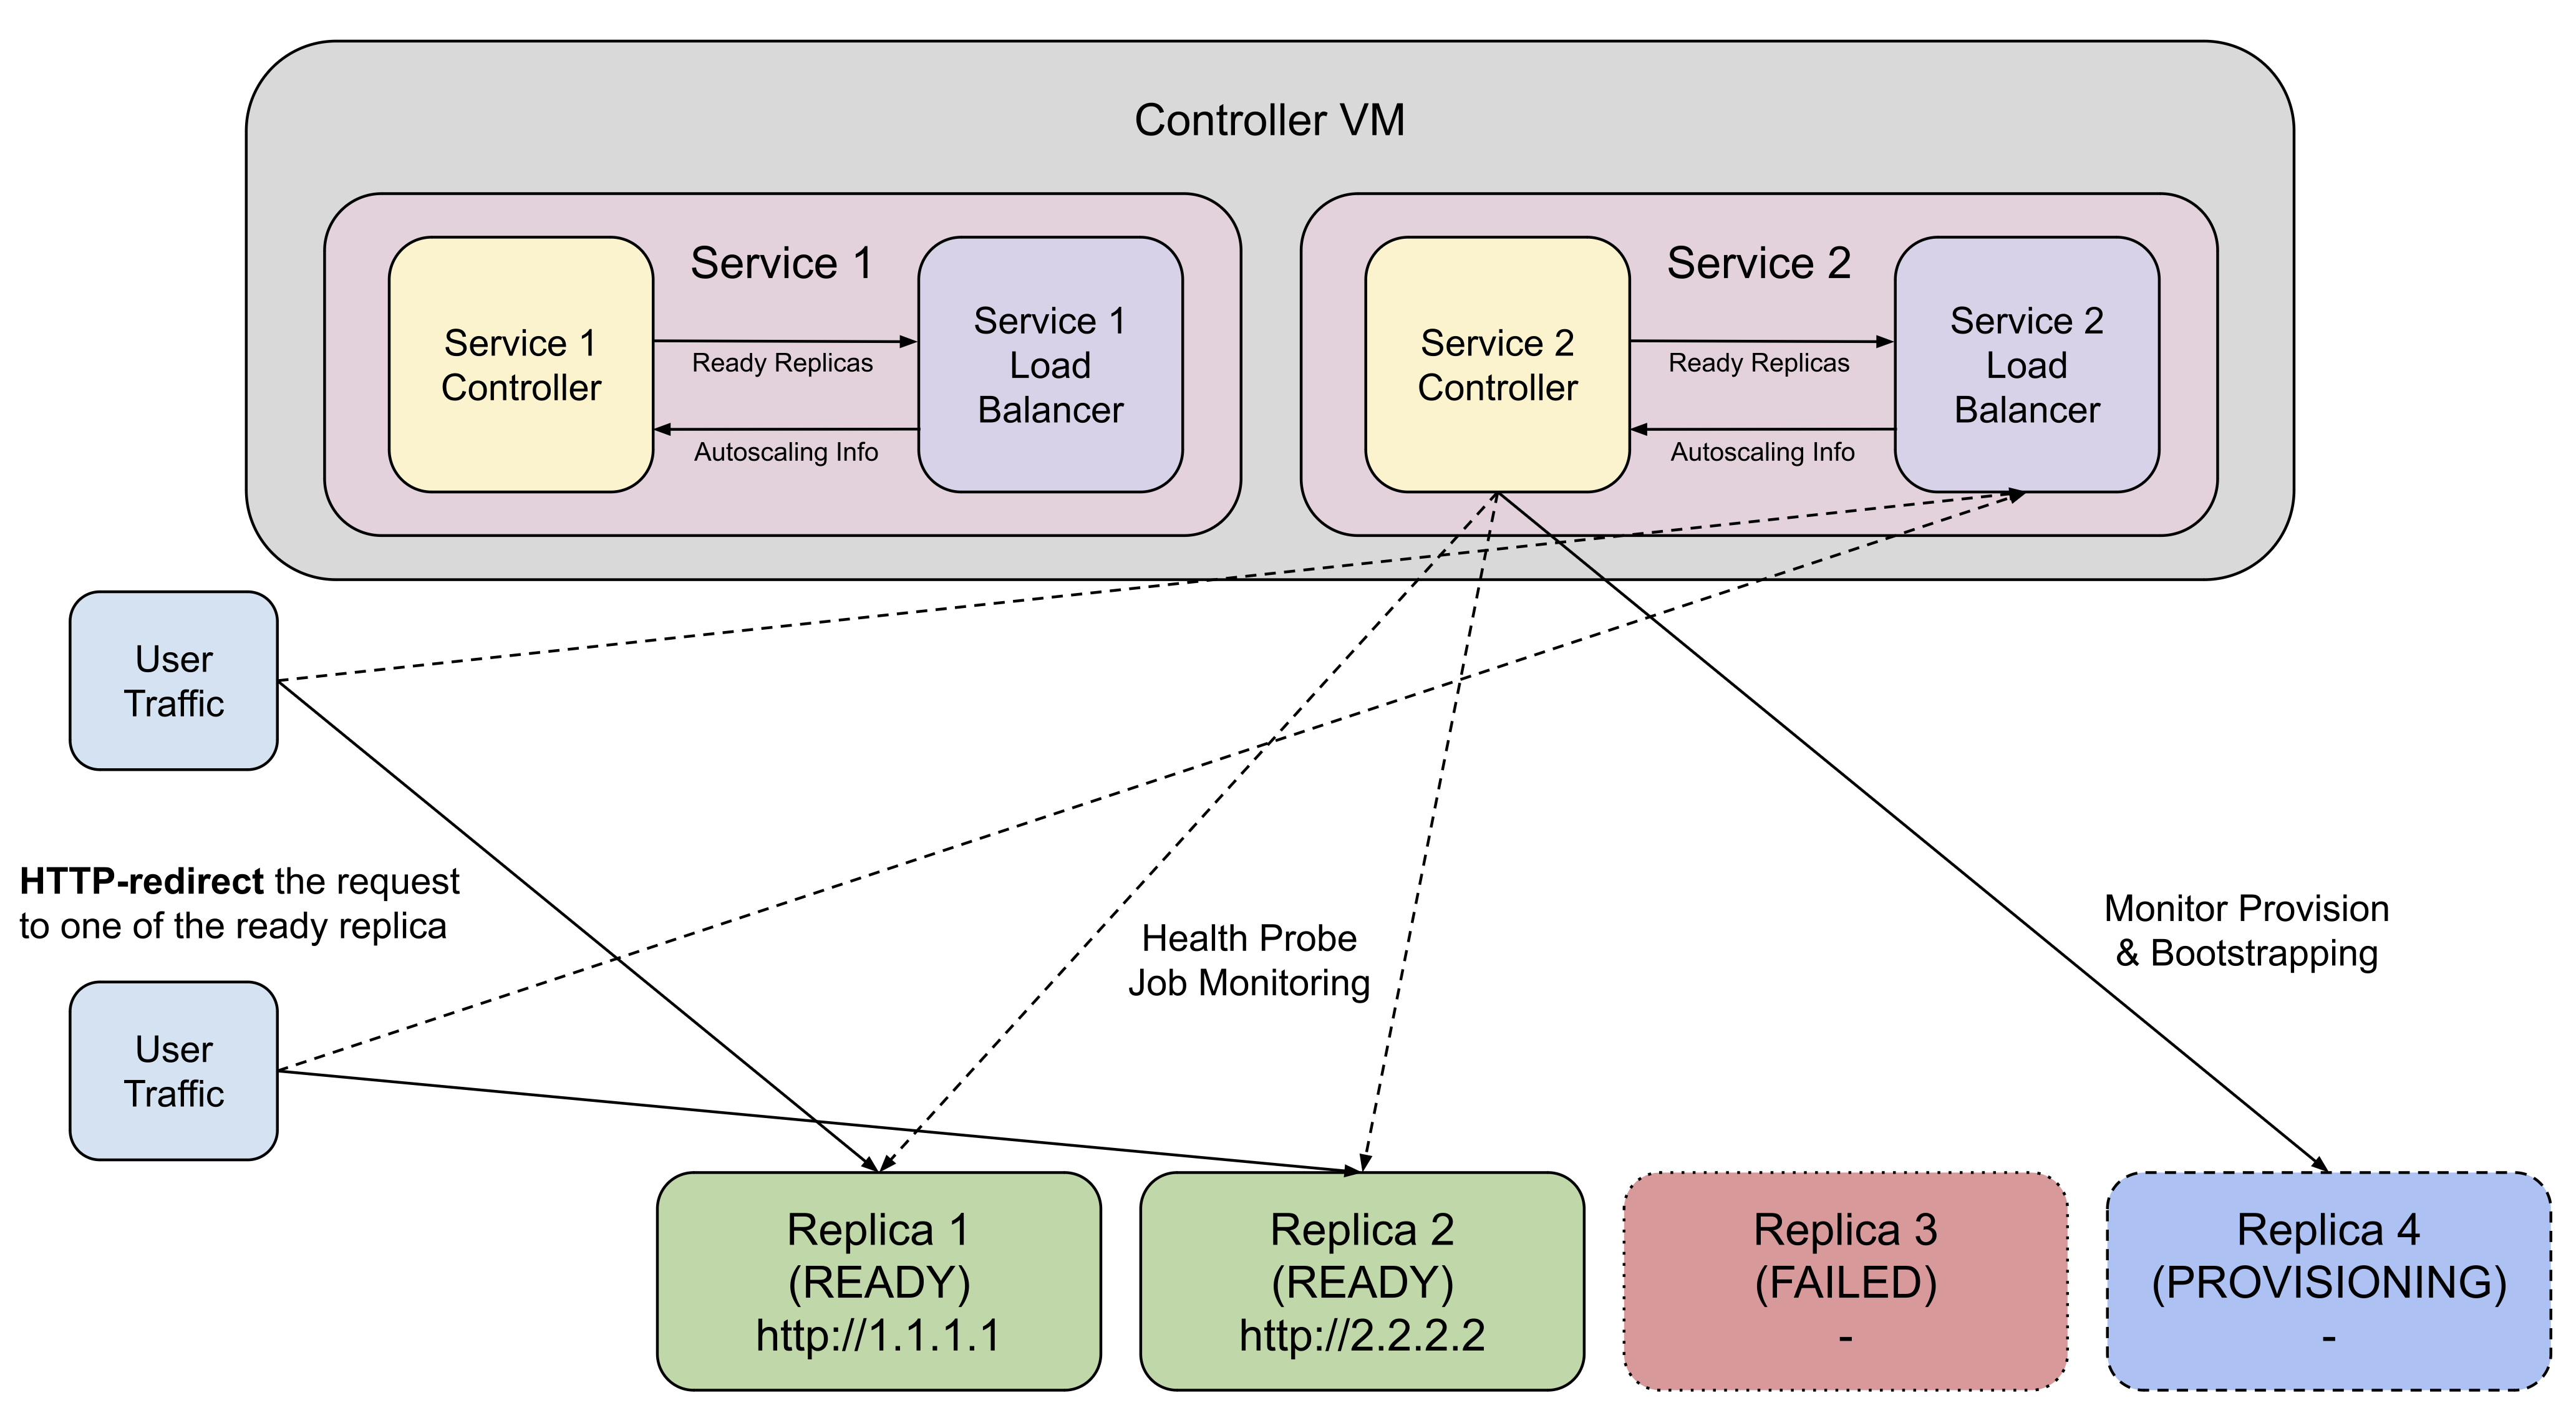 Controller VM
Service 1
Service 1
Controller
Ready Replicas
Autoscaling Info
Service 1
Load
Balancer
Service 2
Service 2
Controller
Ready Replicas
Autoscaling Info
Service 2
Load
Balancer
User
Traffic
HTTP-redirect the request
to one of the ready replica
User
Traffic
Health Probe
Job Monitoring
Monitor Provision
& Bootstrapping
Replica 1
(READY)
http://1.1.1.1
Replica 2
(READY)
http://2.2.2.2
Replica 3
(FAILED)
-
Replica 4
(PROVISIONING)
-